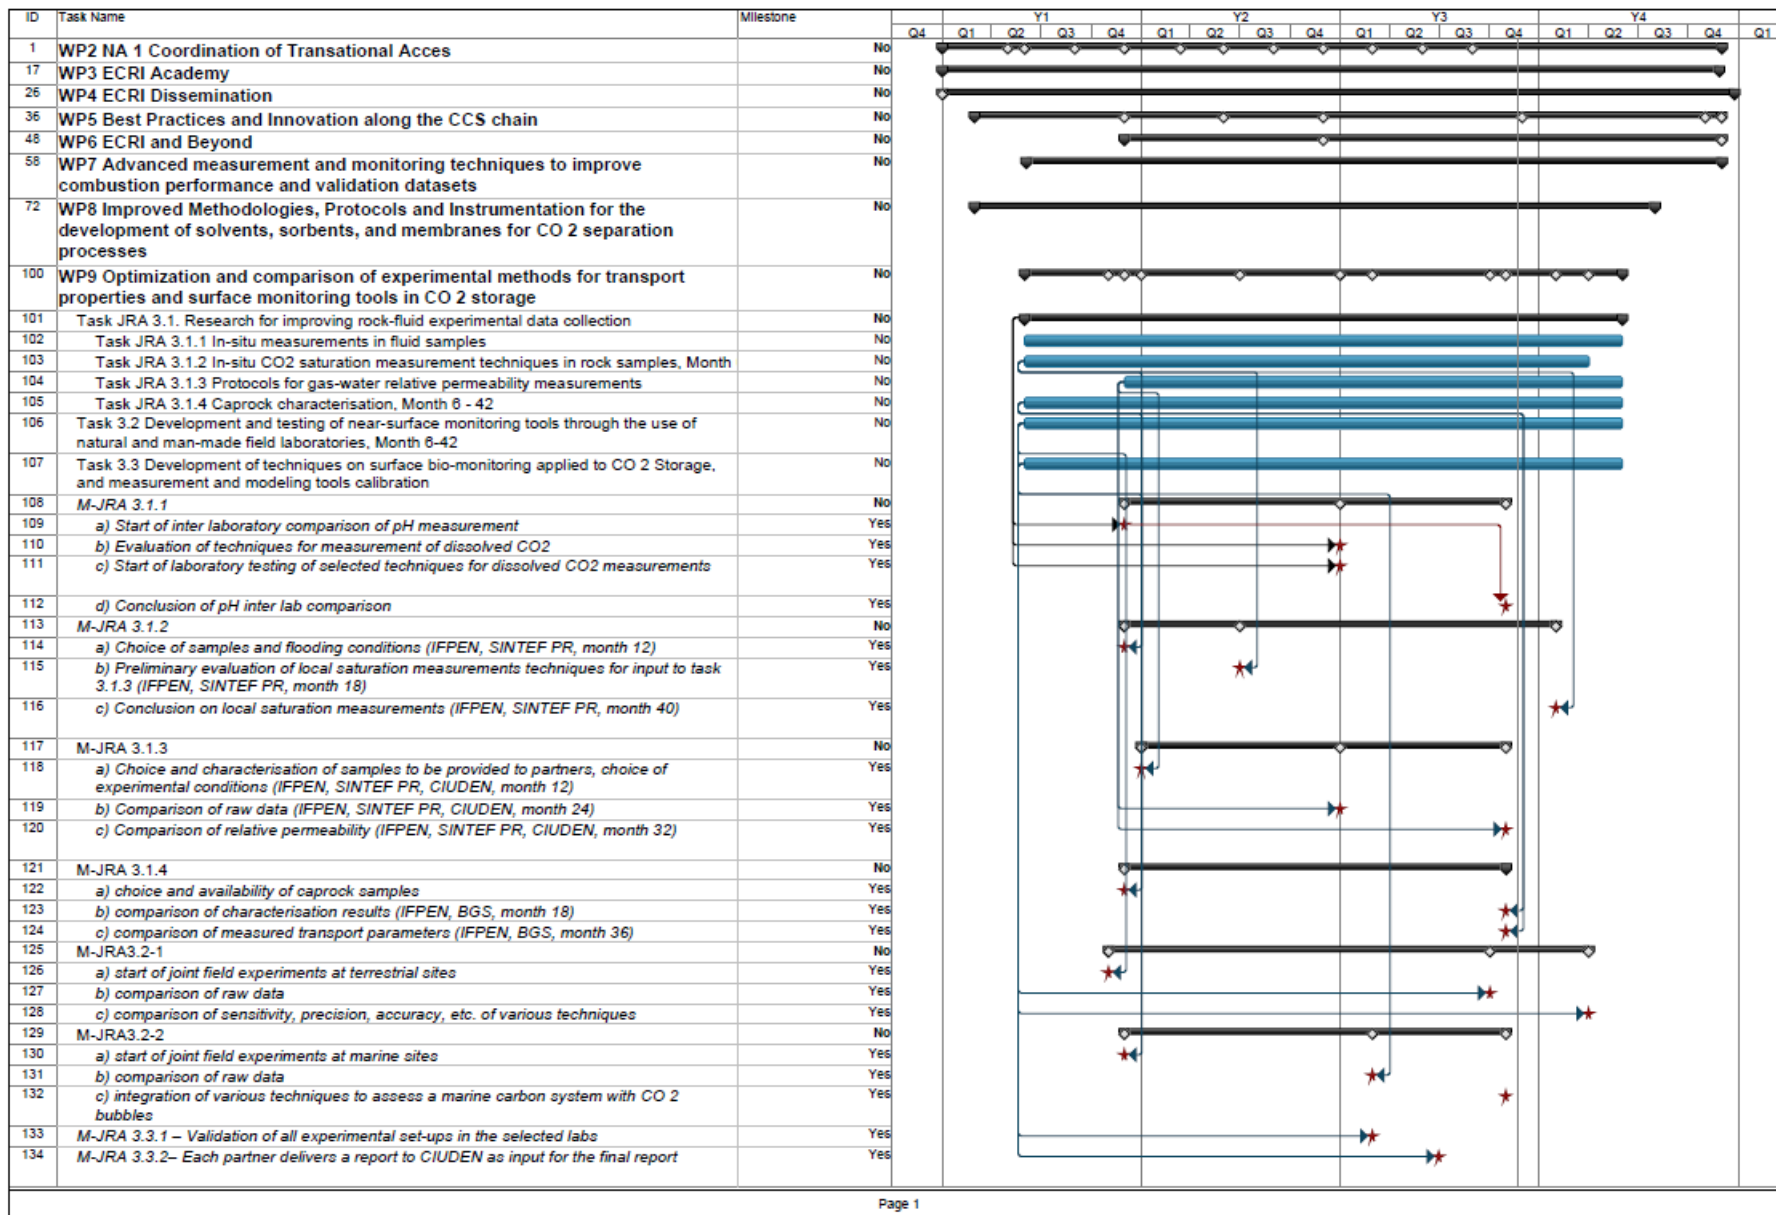 ID Task Name Milestone Y1 Y2 Y3 Y4
Q4 Q1 Q2 Q3 Q4 Q1 Q2 Q3 Q4 Q1 Q2 Q3 Q4 Q1 Q2 Q3 Q4 Q1
1 WP2 NA 1 Coordination of Transational Acces No
17 WP3 ECRI Academy No
26 WP4 ECRI Dissemination No
36 WP5 Best Practices and Innovation along the CCS chain No
48 WP6 ECRI and Beyond No
58 WP7 Advanced measurement and monitoring techniques to improve No
combustion performance and validation datasets
72 WP8 Improved Methodologies, Protocols and Instrumentation for the No
development of solvents, sorbents, and membranes for CO 2 separation
processes
100 WP9 Optimization and comparison of experimental methods for transport No
properties and surface monitoring tools in CO 2 storage
101 Task JRA 3.1. Research for improving rock-fluid experimental data collection No
102 Task JRA 3.1.1 In-situ measurements in fluid samples No
103 Task JRA 3.1.2 In-situ CO2 saturation measurement techniques in rock samples, Month No
104 Task JRA 3.1.3 Protocols for gas-water relative permeability measurements No
105 Task JRA 3.1.4 Caprock characterisation, Month 6 - 42 No
106 Task 3.2 Development and testing of near-surface monitoring tools through the use of No
natural and man-made field laboratories, Month 6-42
107 Task 3.3 Development of techniques on surface bio-monitoring applied to CO 2 Storage, No
and measurement and modeling tools calibration
108 M-JRA 3.1.1 No
109 a) Start of inter laboratory comparison of pH measurement Yes
110 b) Evaluation of techniques for measurement of dissolved CO2 Yes
111 c) Start of laboratory testing of selected techniques for dissolved CO2 measurements Yes
112 d) Conclusion of pH inter lab comparison Yes
113 M-JRA 3.1.2 No
114 a) Choice of samples and flooding conditions (IFPEN, SINTEF PR, month 12) Yes
115 b) Preliminary evaluation of local saturation measurements techniques for input to task Yes
3.1.3 (IFPEN, SINTEF PR, month 18)
116 c) Conclusion on local saturation measurements (IFPEN, SINTEF PR, month 40) Yes
117 M-JRA 3.1.3 No
118 a) Choice and characterisation of samples to be provided to partners, choice of Yes
experimental conditions (IFPEN, SINTEF PR, CIUDEN, month 12)
119 b) Comparison of raw data (IFPEN, SINTEF PR, CIUDEN, month 24) Yes
120 c) Comparison of relative permeability (IFPEN, SINTEF PR, CIUDEN, month 32) Yes
121 M-JRA 3.1.4 No
122 a) choice and availability of caprock samples Yes
123 b) comparison of characterisation results (IFPEN, BGS, month 18) Yes
124 c) comparison of measured transport parameters (IFPEN, BGS, month 36) Yes
125 M-JRA3.2-1 No
126 a) start of joint field experiments at terrestrial sites Yes
127 b) comparison of raw data Yes
128 c) comparison of sensitivity, precision, accuracy, etc. of various techniques Yes
129 M-JRA3.2-2 No
130 a) start of joint field experiments at marine sites Yes
131 b) comparison of raw data Yes
132 c) integration of various techniques to assess a marine carbon system with CO 2 Yes
bubbles
133 M-JRA 3.3.1 – Validation of all experimental set-ups in the selected labs Yes
134 M-JRA 3.3.2– Each partner delivers a report to CIUDEN as input for the final report Yes
Page 1